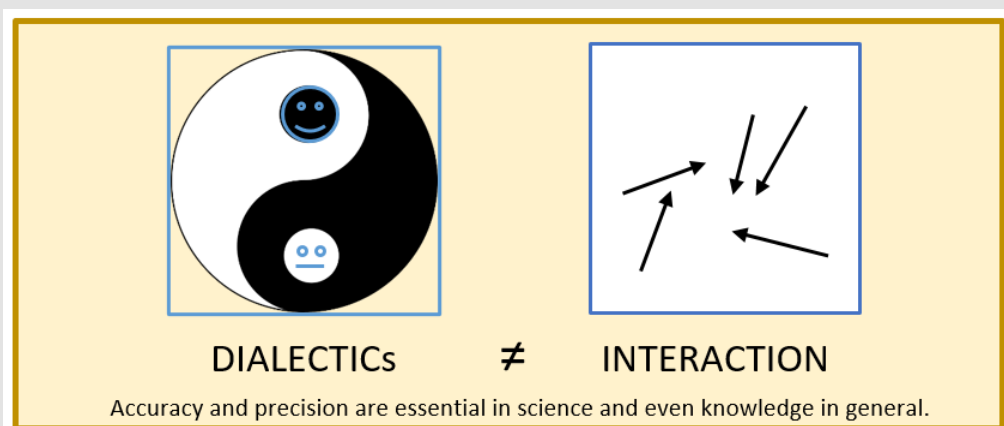 DIALECTICs ≠ INTERACTION
Accuracy and precision are essential in science and even knowledge in general.